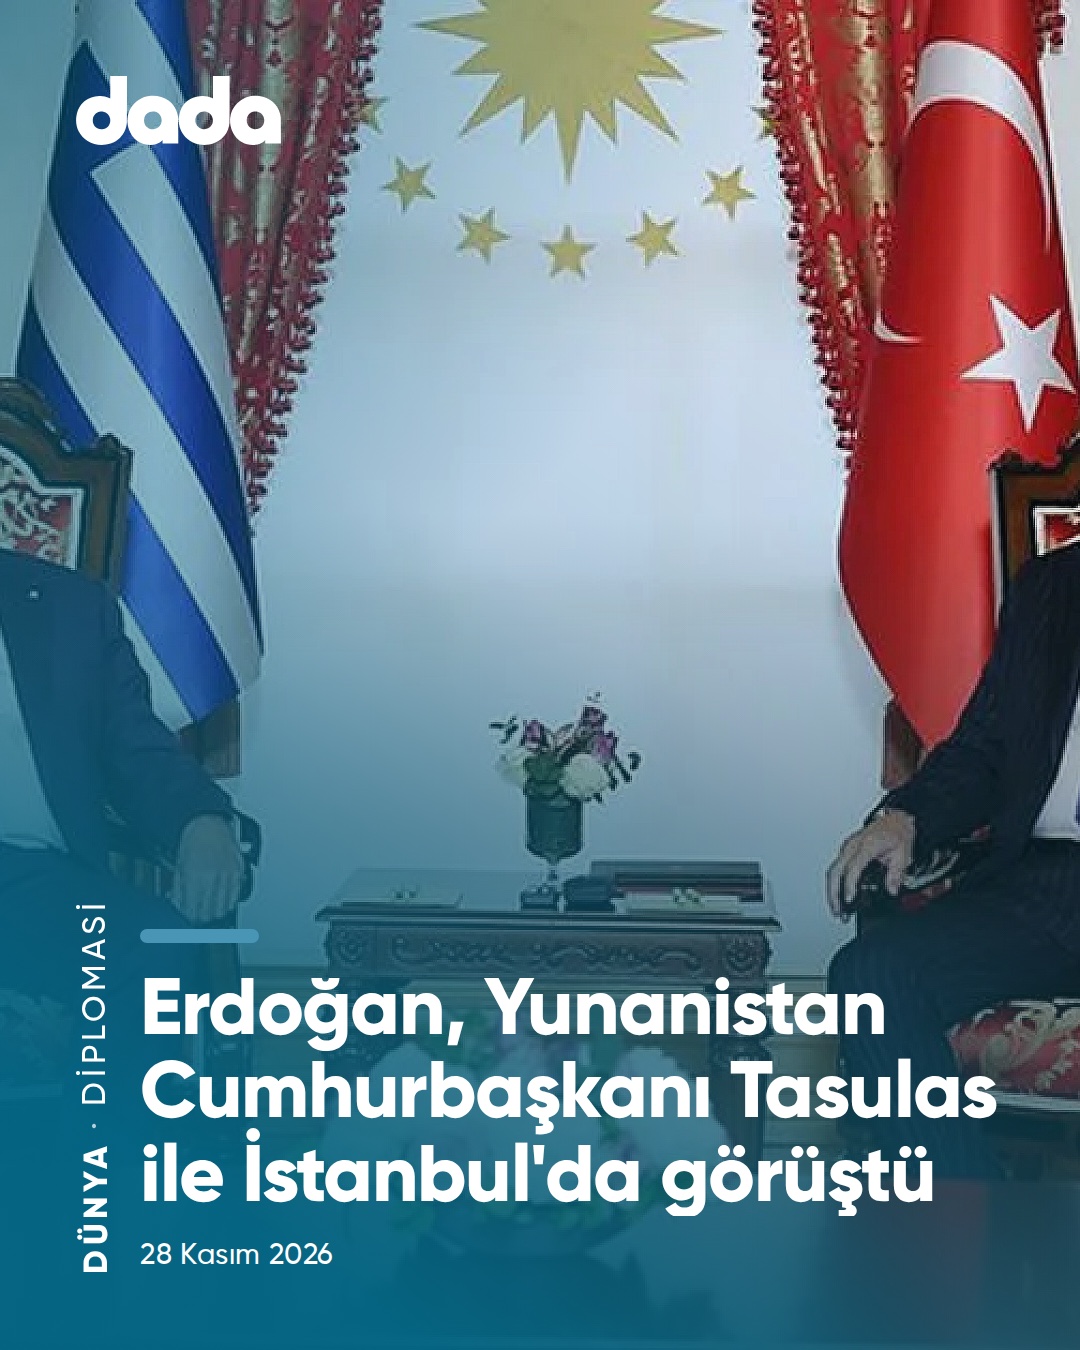 dada
DÜNYA · DİPLOMASİ
Erdoğan, Yunanistan
Cumhurbaşkanı Tasulas
ile İstanbul'da görüştü
28 Kasım 2026